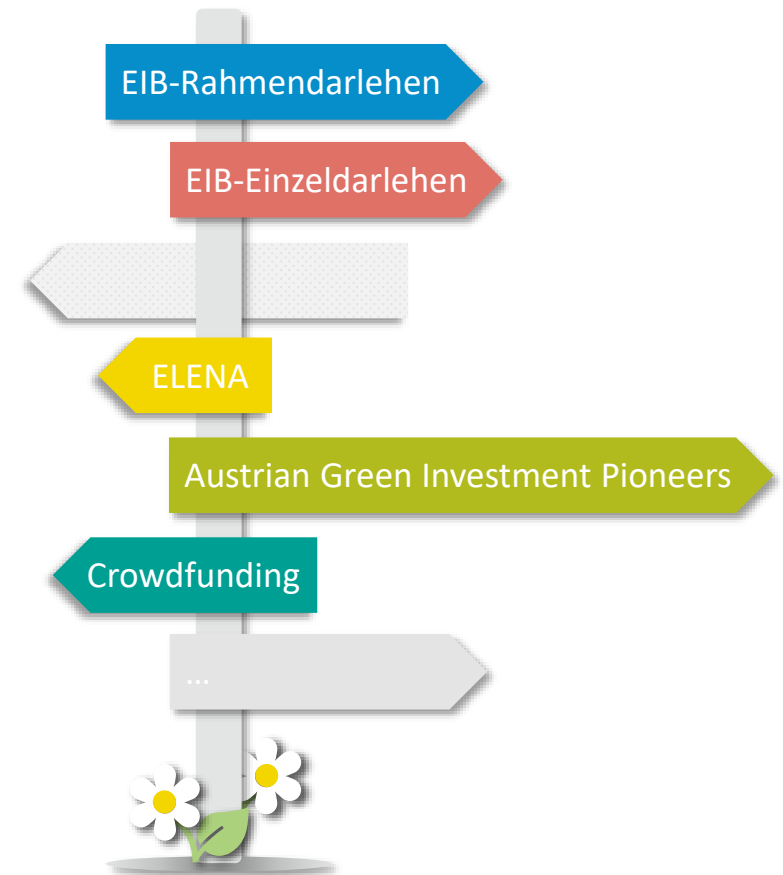 EIB-Rahmendarlehen
EIB-Einzeldarlehen
ELENA
Austrian Green Investment Pioneers
Crowdfunding
...